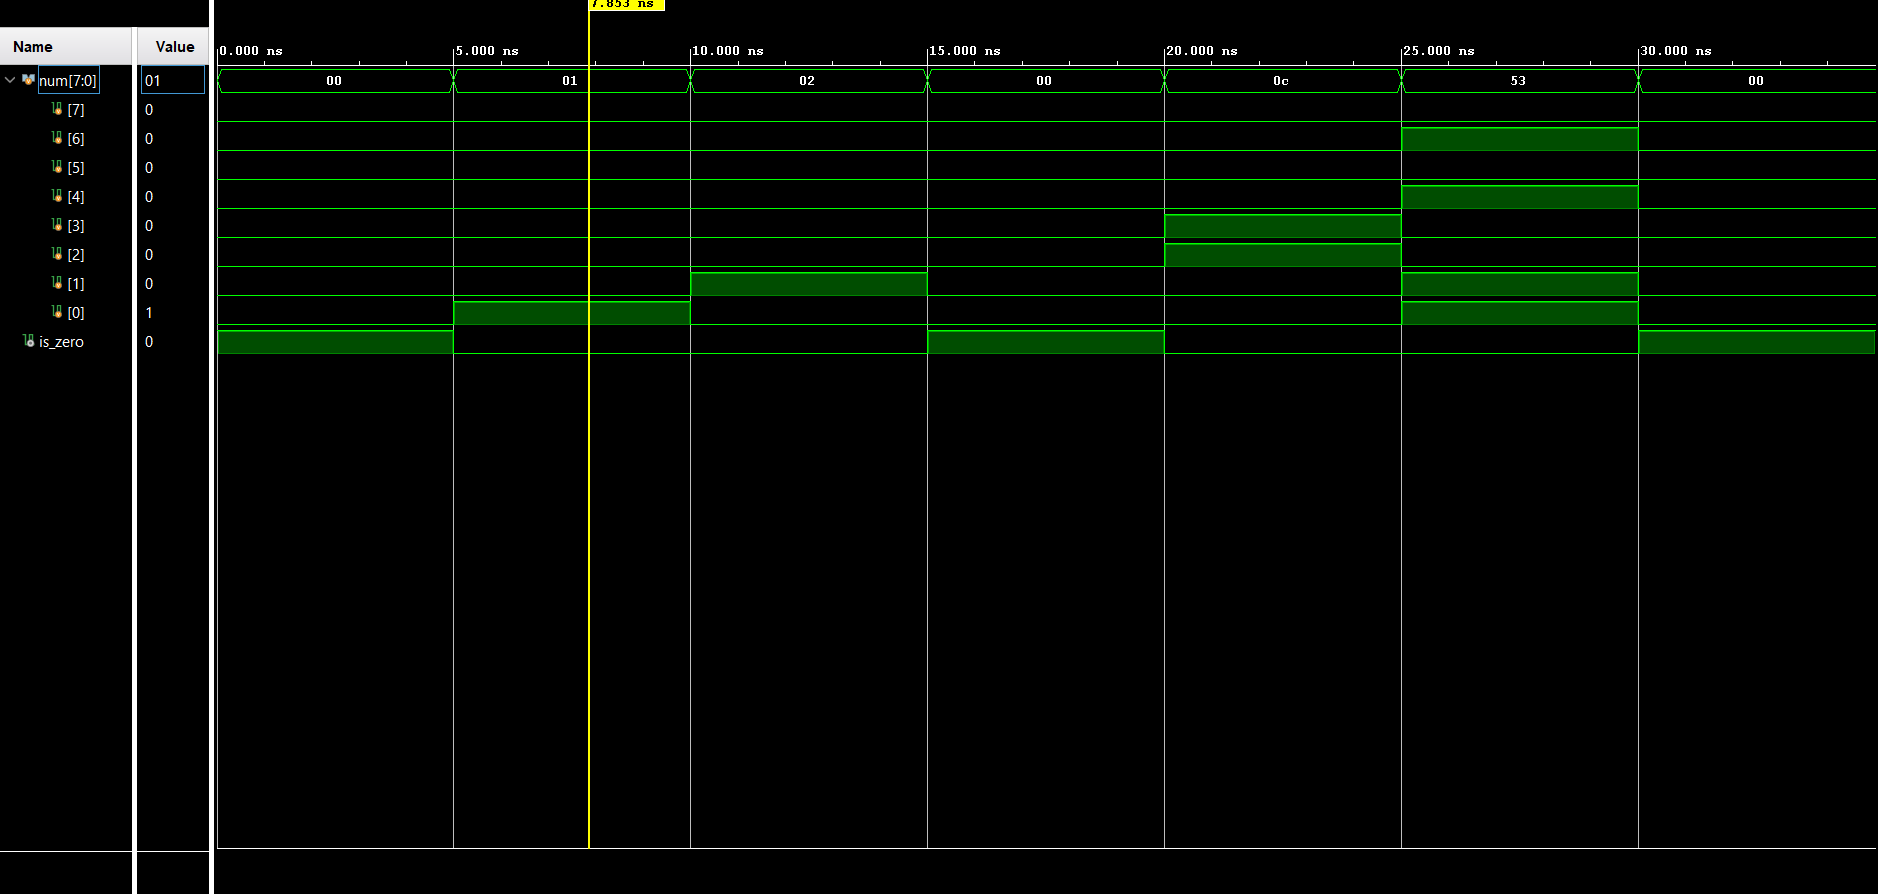 7.853 ns
Name Value
0.000 ns 5.000 ns 10.000 ns 15.000 ns 20.000 ns 25.000 ns 30.000 ns
num[7:0] 01 00 01 02 00 0c 53 00
[7] 0
[6] 0
[5] 0
[4] 0
[3] 0
[2] 0
[1] 0
[0] 1
is_zero 0